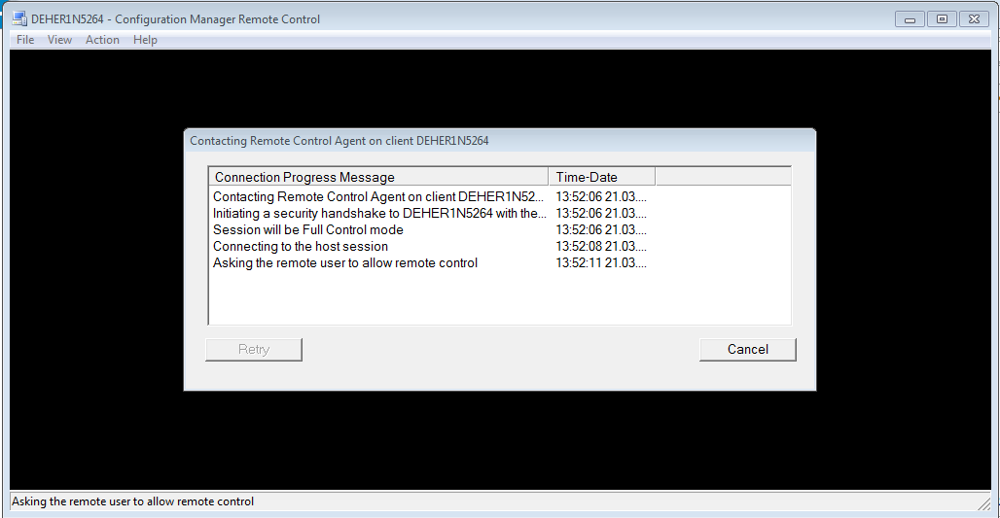 DEHER1N5264 - Configuration Manager Remote Control
File View Action Help
Contacting Remote Control Agent on client DEHER1N5264
Connection Progress Message Time-Date
Contacting Remote Control Agent on client DEHER1N52... 13:52:06 21.03....
Initiating a security handshake to DEHER1N5264 with the... 13:52:06 21.03....
Session will be Full Control mode 13:52:06 21.03....
Connecting to the host session 13:52:08 21.03....
Asking the remote user to allow remote control 13:52:11 21.03....
Retry Cancel
Asking the remote user to allow remote control